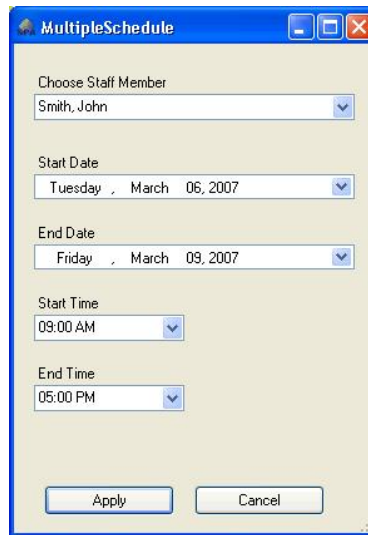 MultipleSchedule
Choose Staff Member
Smith, John
Start Date
Tuesday , March 06, 2007
End Date
Friday , March 09, 2007
Start Time
09:00 AM
End Time
05:00 PM
Apply Cancel